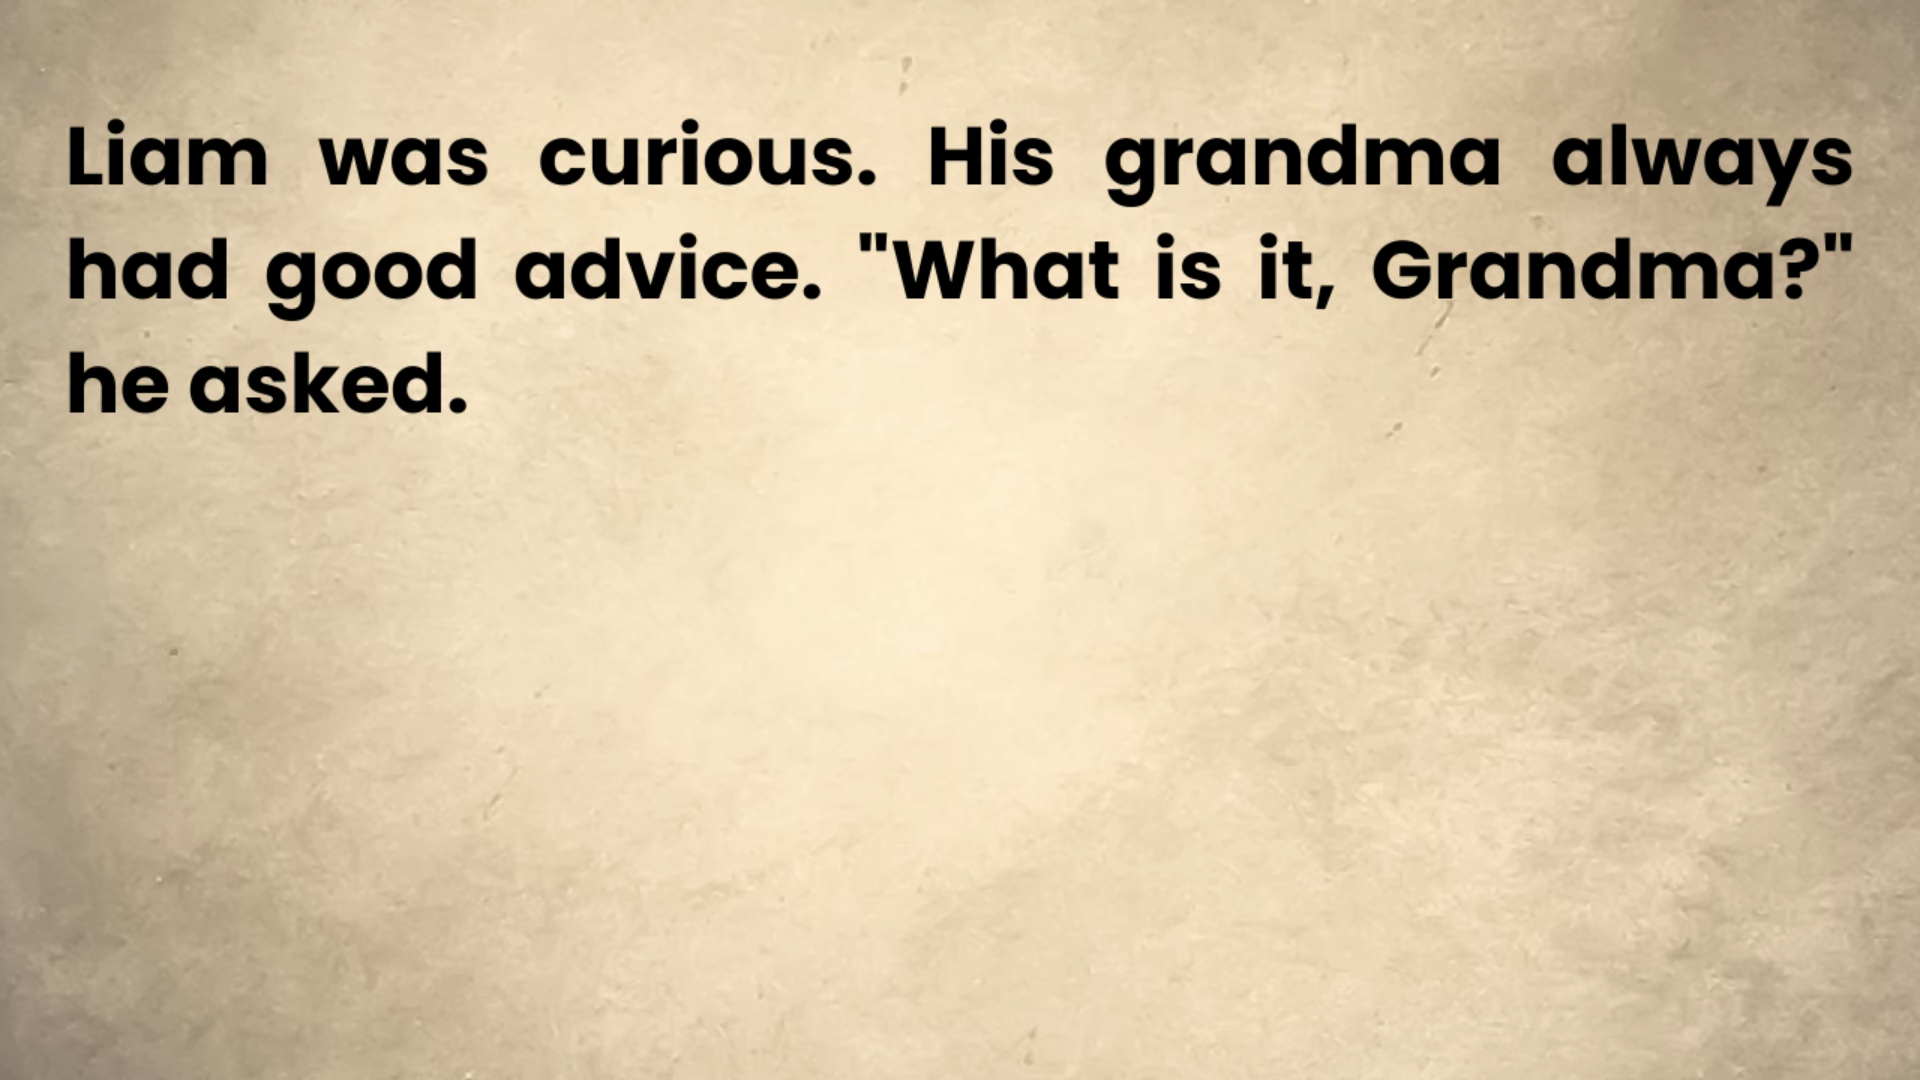 Liam was curious. His grandma always
had good advice. "What is it, Grandma?"
he asked.